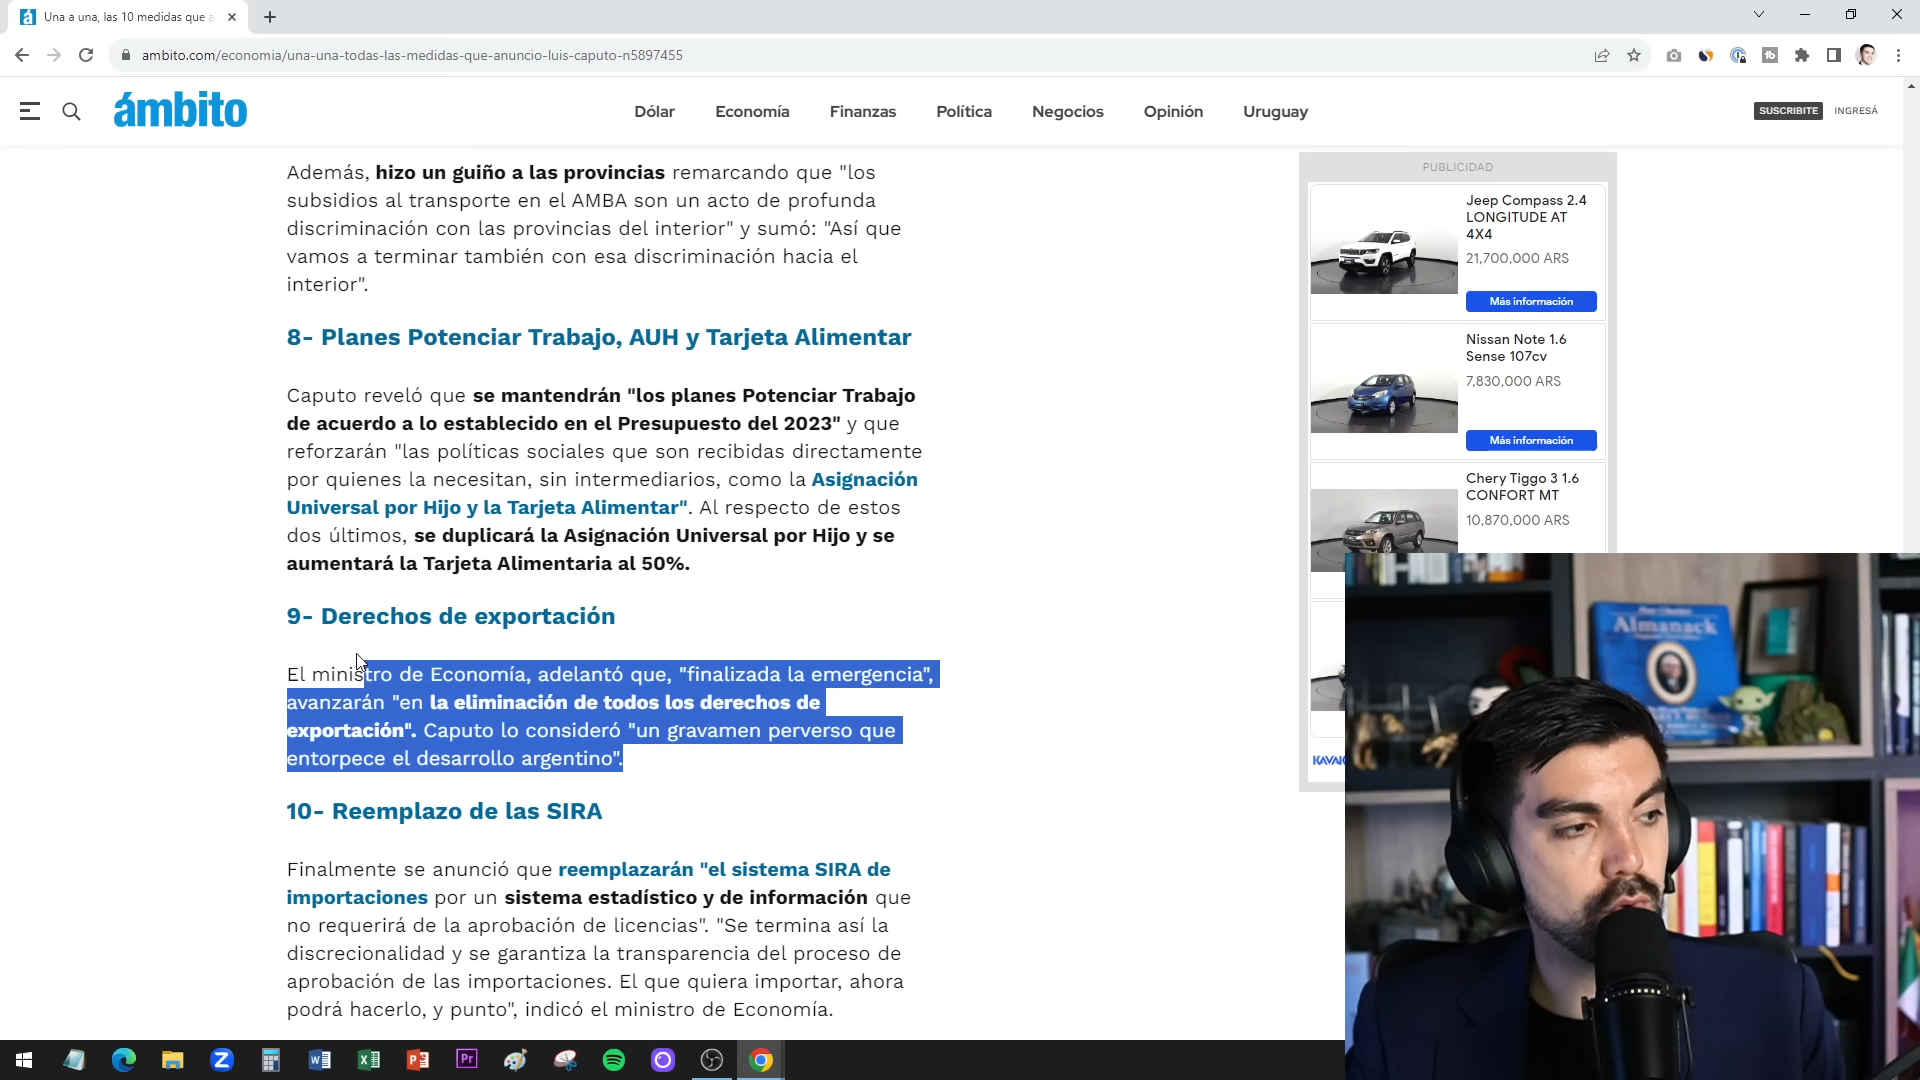 Una a una, las 10 medidas que a
ambito.com/economia/una-una-todas-las-medidas-que-anuncio-luis-caputo-n5897455
ámbito
Dólar Economía Finanzas Política Negocios Opinión Uruguay
SUSCRIBITE INGRESÁ
Además, hizo un guiño a las provincias remarcando que "los
subsidios al transporte en el AMBA son un acto de profunda
discriminación con las provincias del interior" y sumó: "Así que
vamos a terminar también con esa discriminación hacia el
interior".
8- Planes Potenciar Trabajo, AUH y Tarjeta Alimentar
Caputo reveló que se mantendrán "los planes Potenciar Trabajo
de acuerdo a lo establecido en el Presupuesto del 2023" y que
reforzarán "las políticas sociales que son recibidas directamente
por quienes la necesitan, sin intermediarios, como la Asignación
Universal por Hijo y la Tarjeta Alimentar". Al respecto de estos
dos últimos, se duplicará la Asignación Universal por Hijo y se
aumentará la Tarjeta Alimentaria al 50%.
9- Derechos de exportación
El ministro de Economía, adelantó que, "finalizada la emergencia",
avanzarán "en la eliminación de todos los derechos de
exportación". Caputo lo consideró "un gravamen perverso que
entorpece el desarrollo argentino".
10- Reemplazo de las SIRA
Finalmente se anunció que reemplazarán "el sistema SIRA de
importaciones por un sistema estadístico y de información que
no requerirá de la aprobación de licencias". "Se termina así la
discrecionalidad y se garantiza la transparencia del proceso de
aprobación de las importaciones. El que quiera importar, ahora
podrá hacerlo, y punto", indicó el ministro de Economía.
PUBLICIDAD
Jeep Compass 2.4
LONGITUDE AT
4X4
21,700,000 ARS
Más información
Nissan Note 1.6
Sense 107cv
7,830,000 ARS
Más información
Chery Tiggo 3 1.6
CONFORT MT
10,870,000 ARS
Almanack